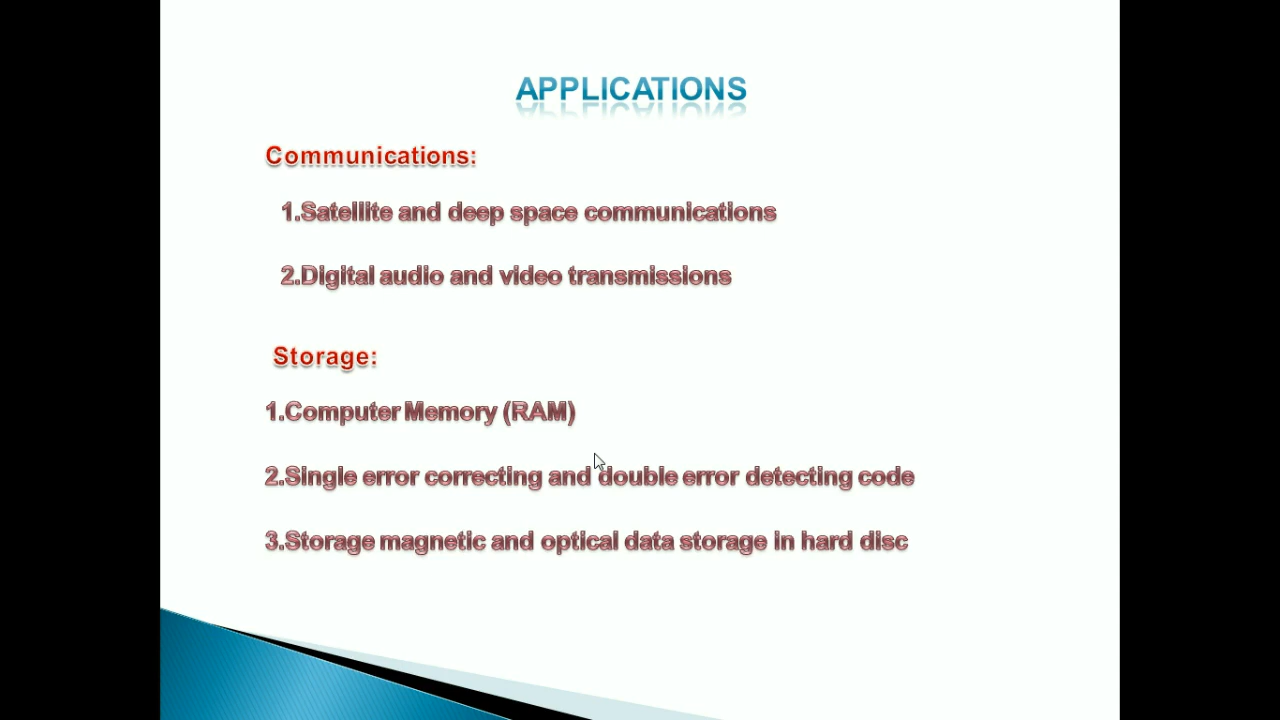 APPLICATIONS
Communications:
1.Satellite and deep space communications
2.Digital audio and video transmissions
Storage:
1.Computer Memory (RAM)
2.Single error correcting and double error detecting code
3.Storage magnetic and optical data storage in hard disc